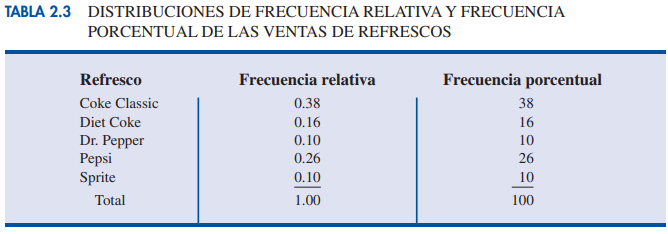 TABLA 2.3 DISTRIBUCIONES DE FRECUENCIA RELATIVA Y FRECUENCIA
PORCENTUAL DE LAS VENTAS DE REFRESCOS
Refresco Frecuencia relativa Frecuencia porcentual
Coke Classic 0.38 38
Diet Coke 0.16 16
Dr. Pepper 0.10 10
Pepsi 0.26 26
Sprite 0.10 10
Total 1.00 100